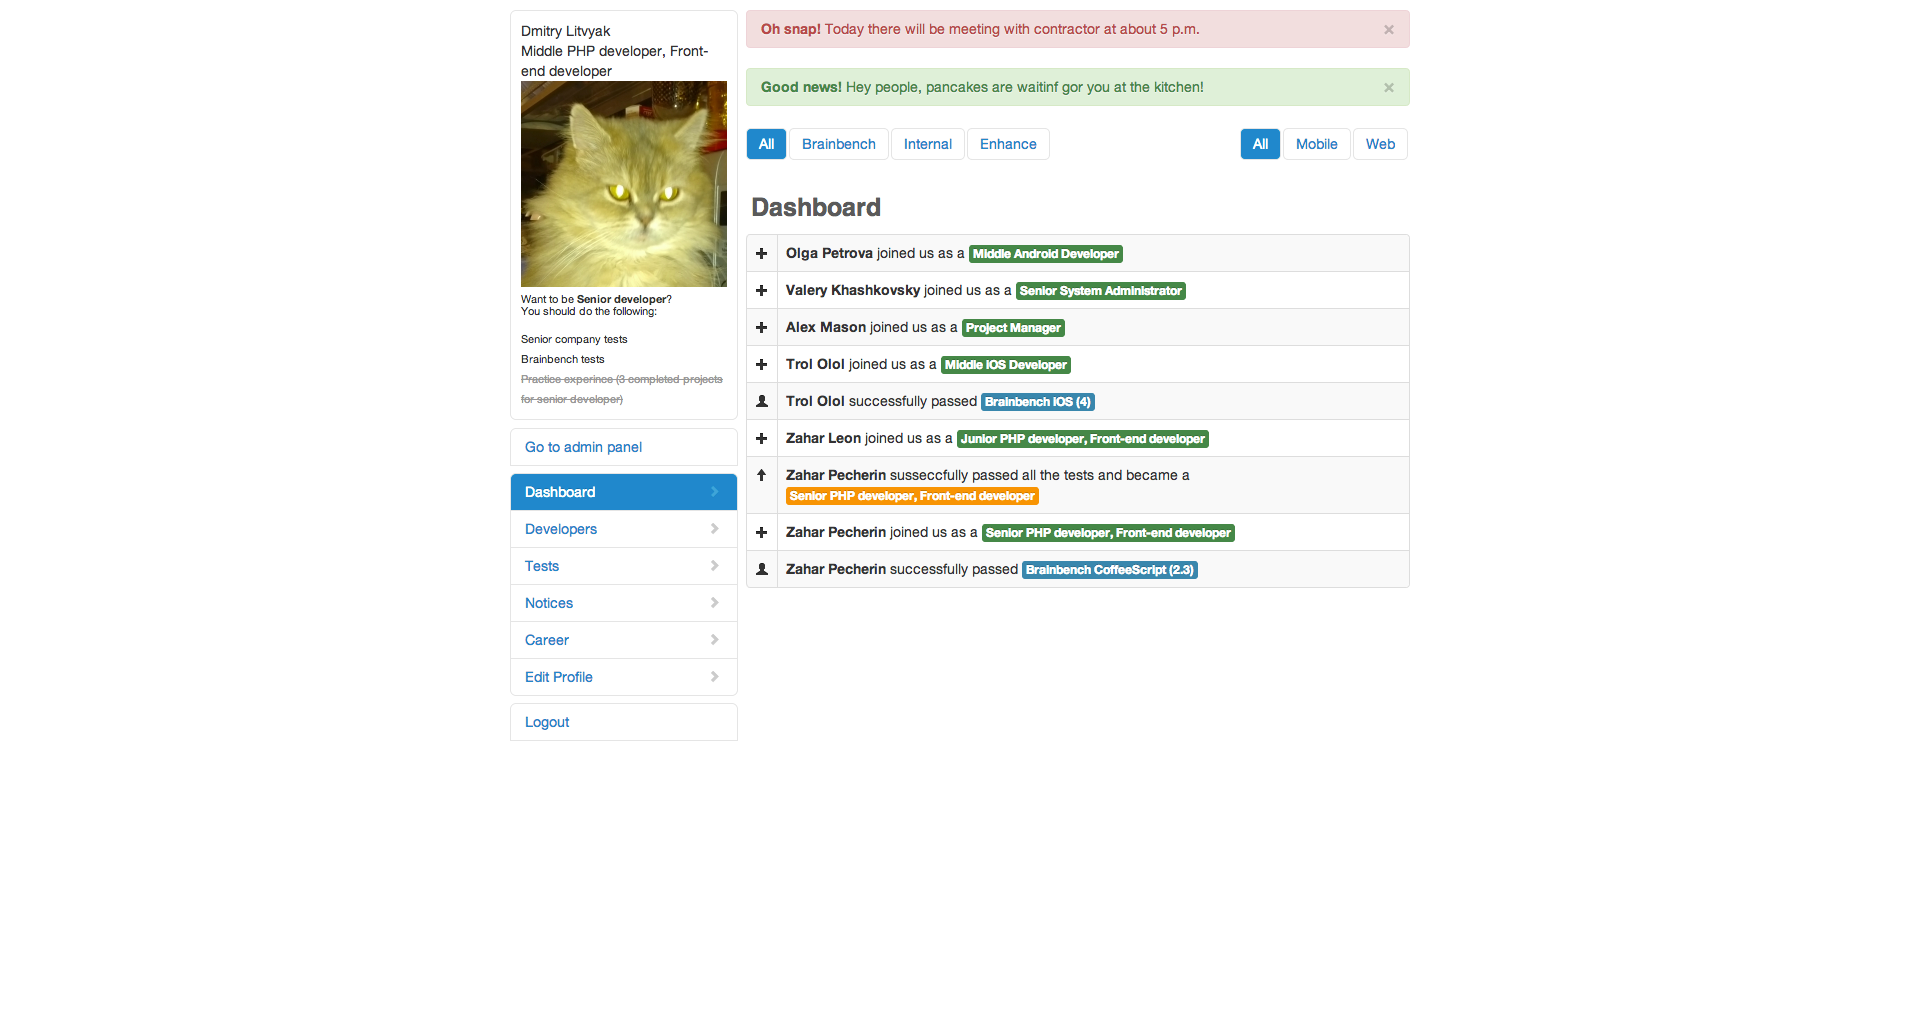 Dmitry Litvyak
Middle PHP developer, Front-
end developer
Want to be Senior developer?
You should do the following:
Senior company tests
Brainbench tests
Practice experince (3 completed projects
for senior developer)
Go to admin panel
Dashboard
Developers
Tests
Notices
Career
Edit Profile
Logout
Oh snap! Today there will be meeting with contractor at about 5 p.m. ×
Good news! Hey people, pancakes are waitinf gor you at the kitchen! ×
All Brainbench Internal Enhance All Mobile Web
Dashboard
Olga Petrova joined us as a Middle Android Developer
Valery Khashkovsky joined us as a Senior System Administrator
Alex Mason joined us as a Project Manager
Trol Olol joined us as a Middle iOS Developer
Trol Olol successfully passed Brainbench iOS (4)
Zahar Leon joined us as a Junior PHP developer, Front-end developer
Zahar Pecherin susseccfully passed all the tests and became a
Senior PHP developer, Front-end developer
Zahar Pecherin joined us as a Senior PHP developer, Front-end developer
Zahar Pecherin successfully passed Brainbench CoffeeScript (2.3)